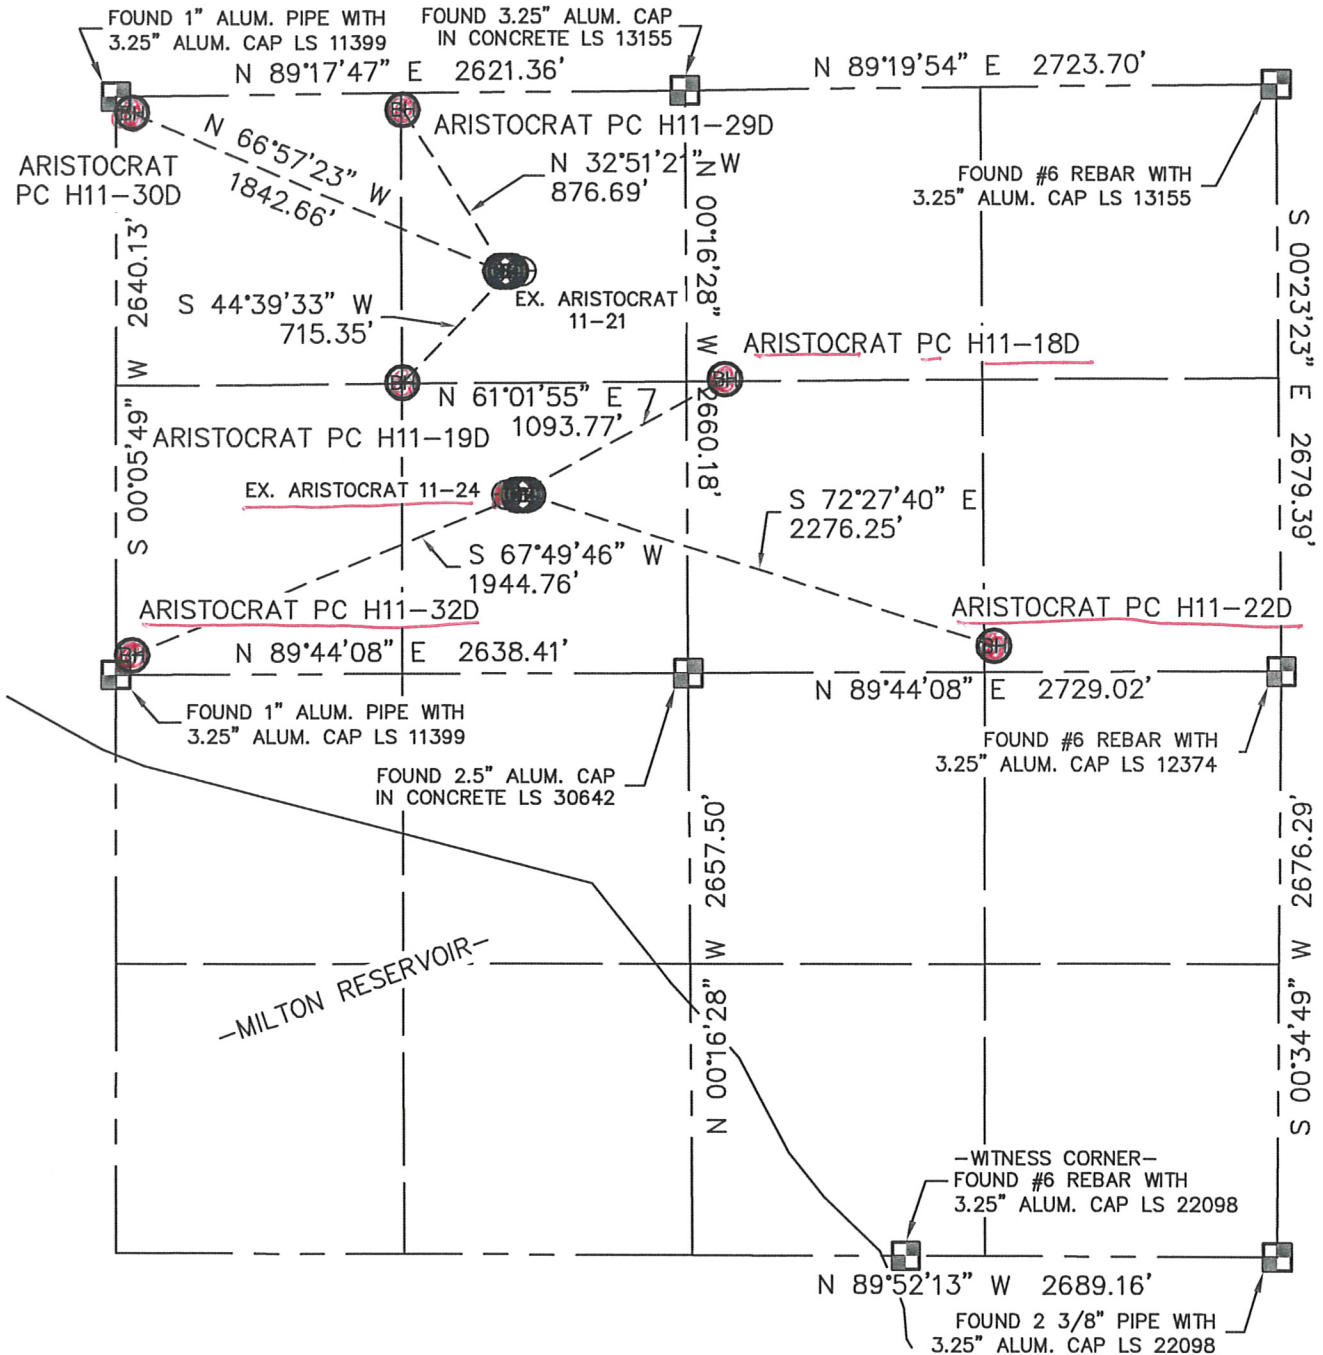 FOUND 1" ALUM. PIPE WITH
3.25" ALUM. CAP LS 11399
FOUND 3.25" ALUM. CAP
IN CONCRETE LS 13155
N 89°17'47" E 2621.36'
N 89°19'54" E 2723.70'
BH
BH
ARISTOCRAT PC H11-29D
N 66°57'23" W
1842.66'
N 32°51'21" W
876.69'
ARISTOCRAT
PC H11-30D
FOUND #6 REBAR WITH
3.25" ALUM. CAP LS 13155
S 00°05'49" W 2640.13'
N 00°16'28" W 2660.18'
S 00°23'23" E 2679.39'
EX. ARISTOCRAT
11-21
S 44°39'33" W
715.35'
ARISTOCRAT PC H11-18D
BH
BH
N 61°01'55" E
1093.77'
ARISTOCRAT PC H11-19D
EX. ARISTOCRAT 11-24
S 72°27'40" E
2276.25'
S 67°49'46" W
1944.76'
ARISTOCRAT PC H11-32D
ARISTOCRAT PC H11-22D
BH
BH
N 89°44'08" E 2638.41'
N 89°44'08" E 2729.02'
FOUND 1" ALUM. PIPE WITH
3.25" ALUM. CAP LS 11399
FOUND #6 REBAR WITH
3.25" ALUM. CAP LS 12374
FOUND 2.5" ALUM. CAP
IN CONCRETE LS 30642
N 00°16'28" W 2657.50'
S 00°34'49" W 2676.29'
-MILTON RESERVOIR-
-WITNESS CORNER-
FOUND #6 REBAR WITH
3.25" ALUM. CAP LS 22098
N 89°52'13" W 2689.16'
FOUND 2 3/8" PIPE WITH
3.25" ALUM. CAP LS 22098